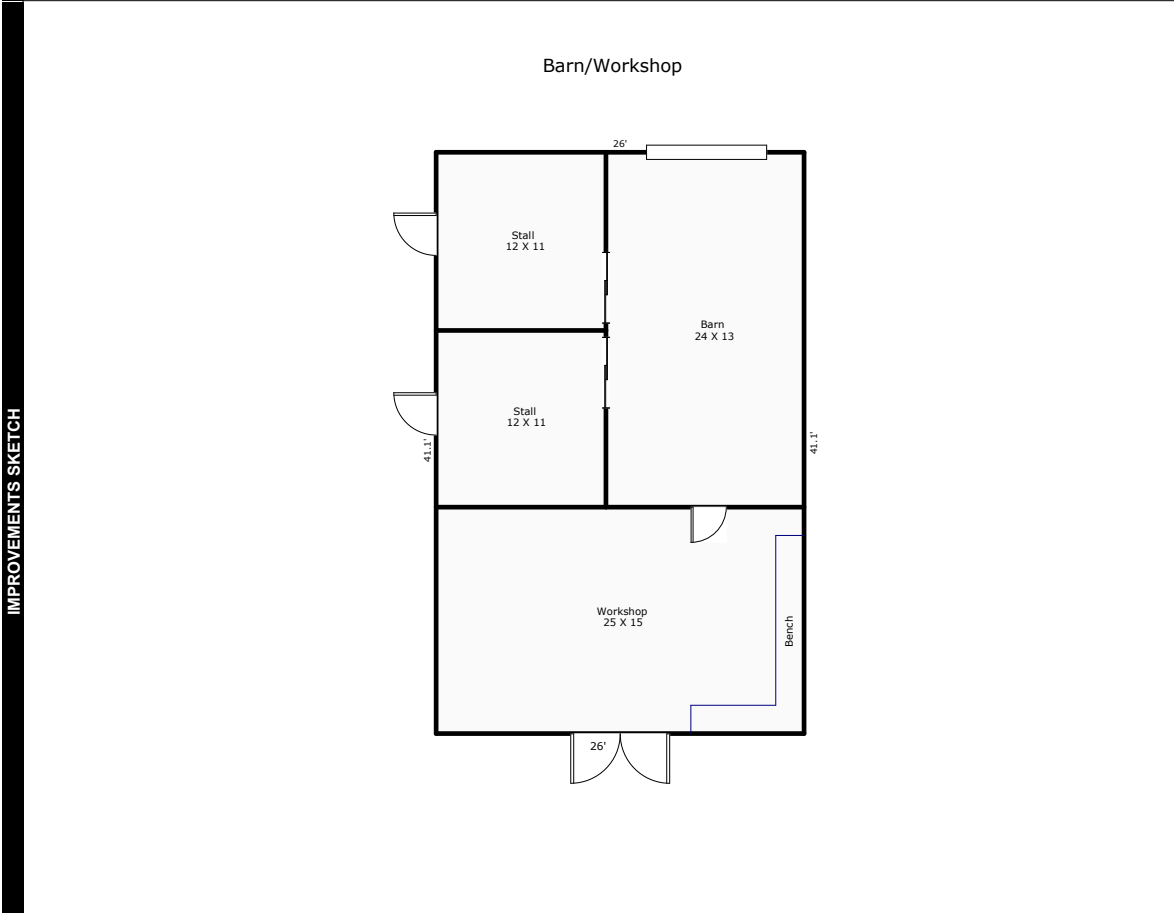 IMPROVEMENTS SKETCH
Barn/Workshop
26'
Stall
12 X 11
Barn
24 X 13
Stall
12 X 11
41.1'
41.1'
Workshop
25 X 15
Bench
26'